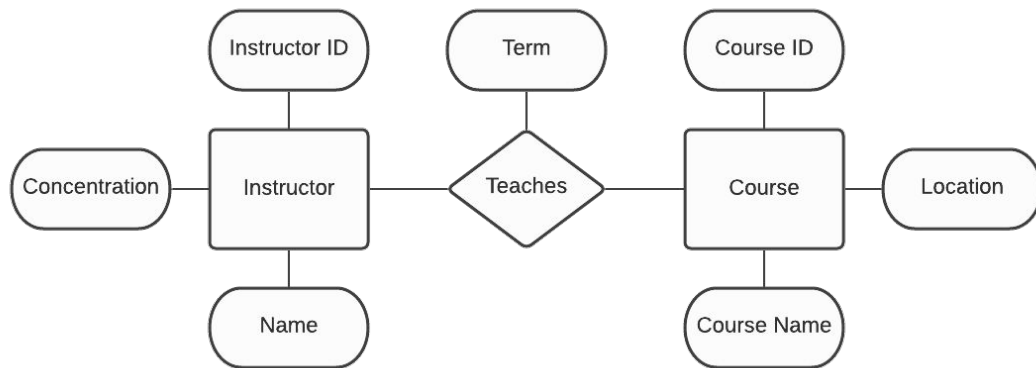 Instructor ID
Term
Course ID
Concentration
Instructor
Teaches
Course
Location
Name
Course Name